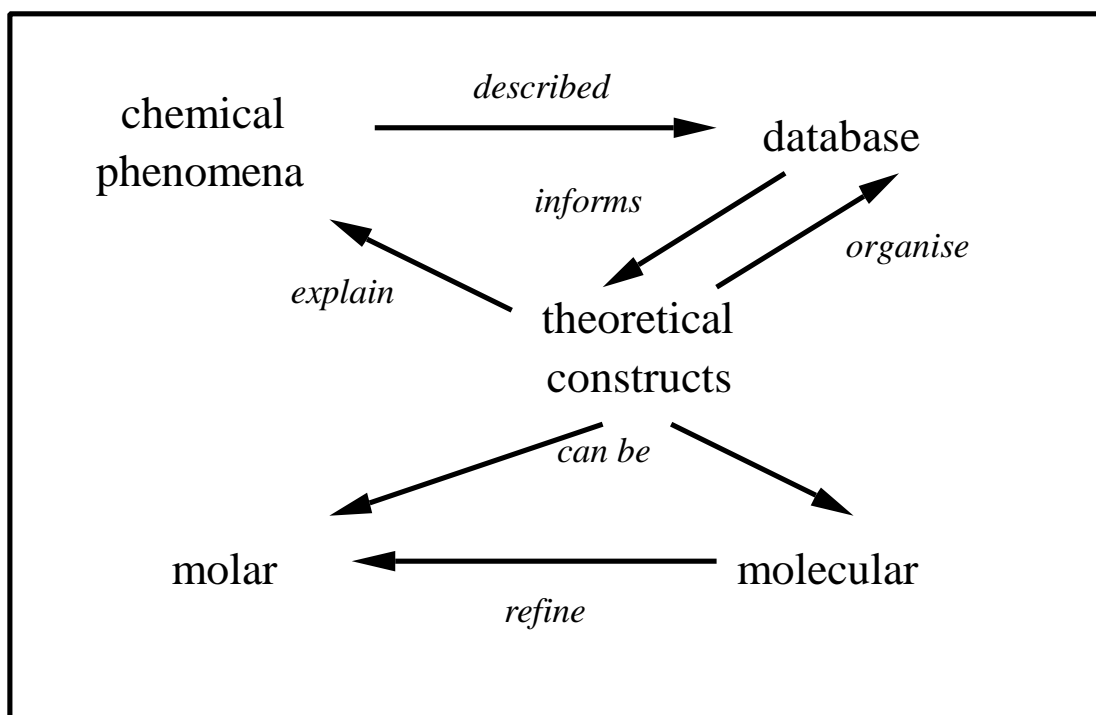 described
chemical
phenomena
database
informs
organise
explain
theoretical
constructs
can be
molar
molecular
refine